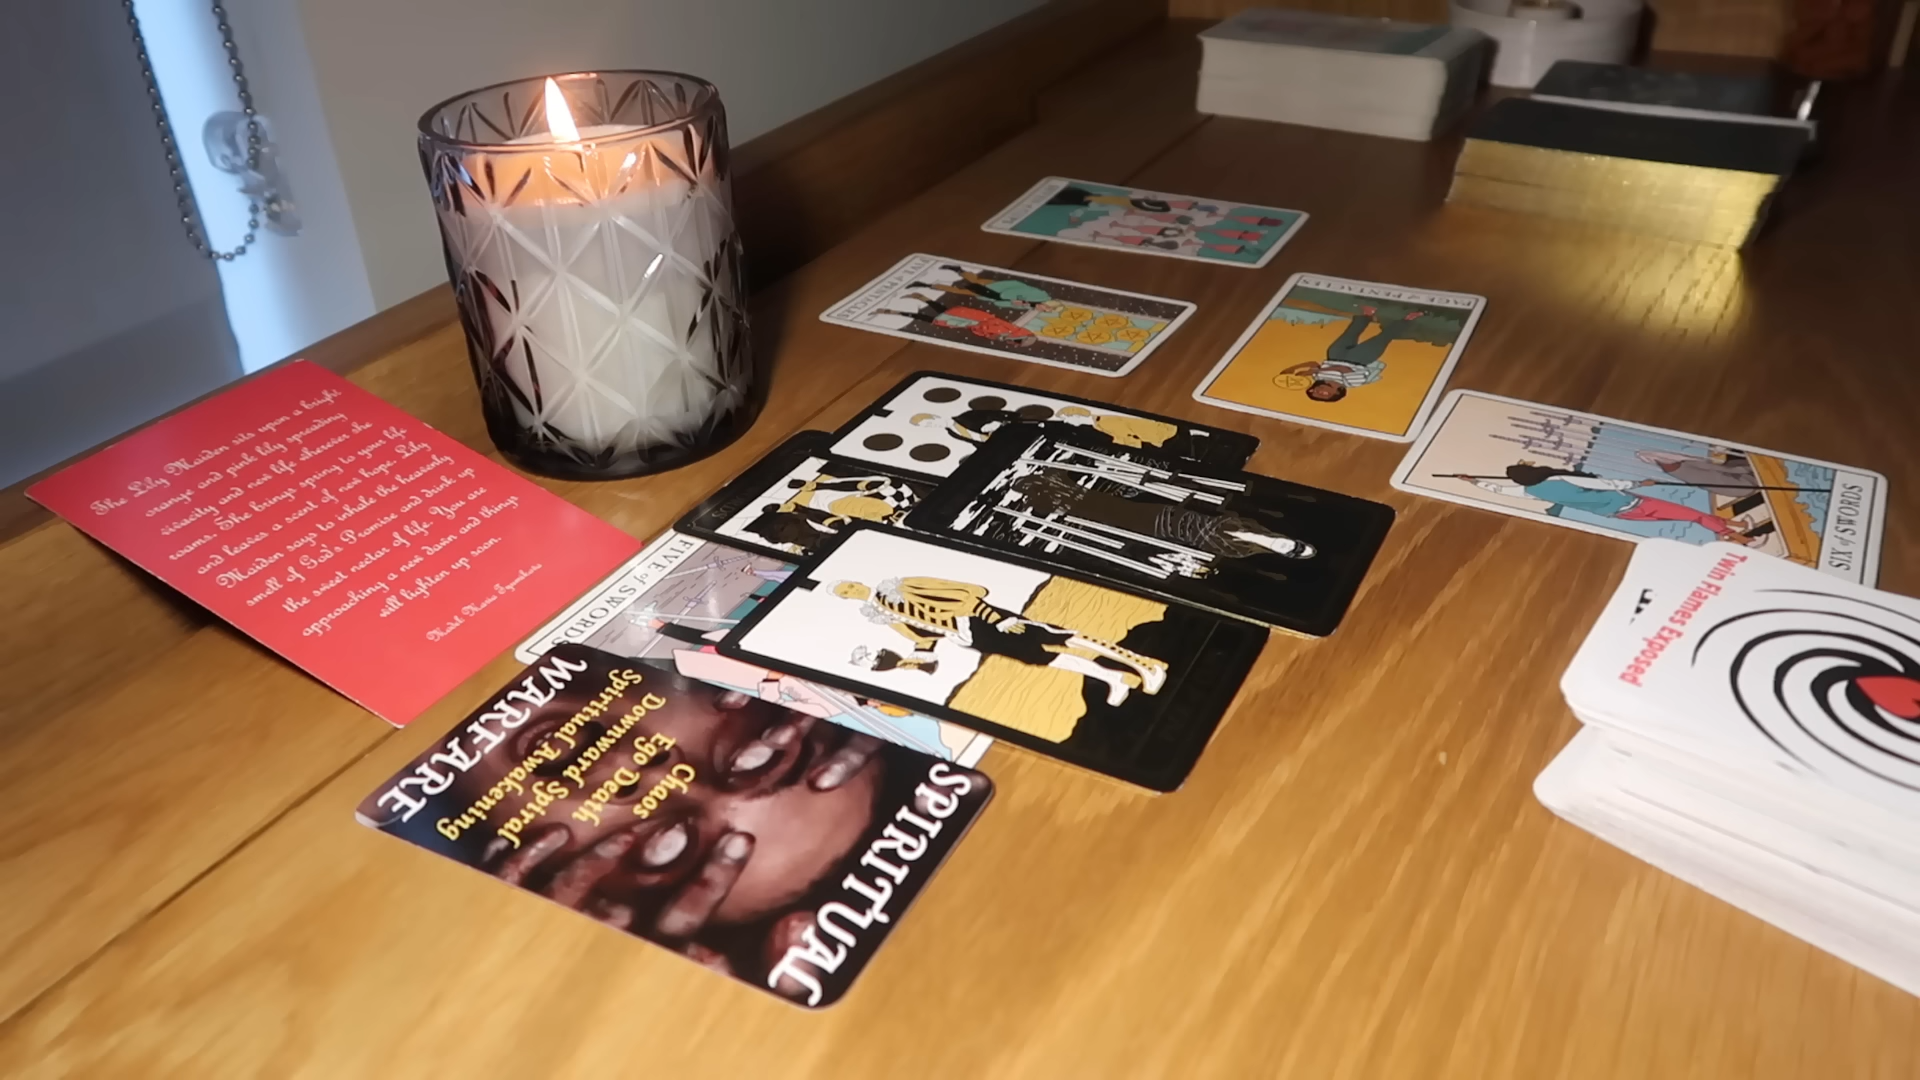 The Lily Maiden sits upon a bright
orange and pink lily spreading
vivacity and new life wherever she
roams. She brings spring to your life
and leaves a scent of new hope. Lily
Maiden says to inhale the heavenly
smell of God's Promise and drink up
the sweet nectar of life. You are
approaching a new dawn and things
will lighten up soon.
FIVE of PENTACLES
PAGE of PENTACLES
SIX of SWORDS
FIVE of SWORDS
SPIRITUAL
Chaos
Ego Death
Downward Spiral
Spiritual Awakening
WARFARE
Twin Flames Exposed